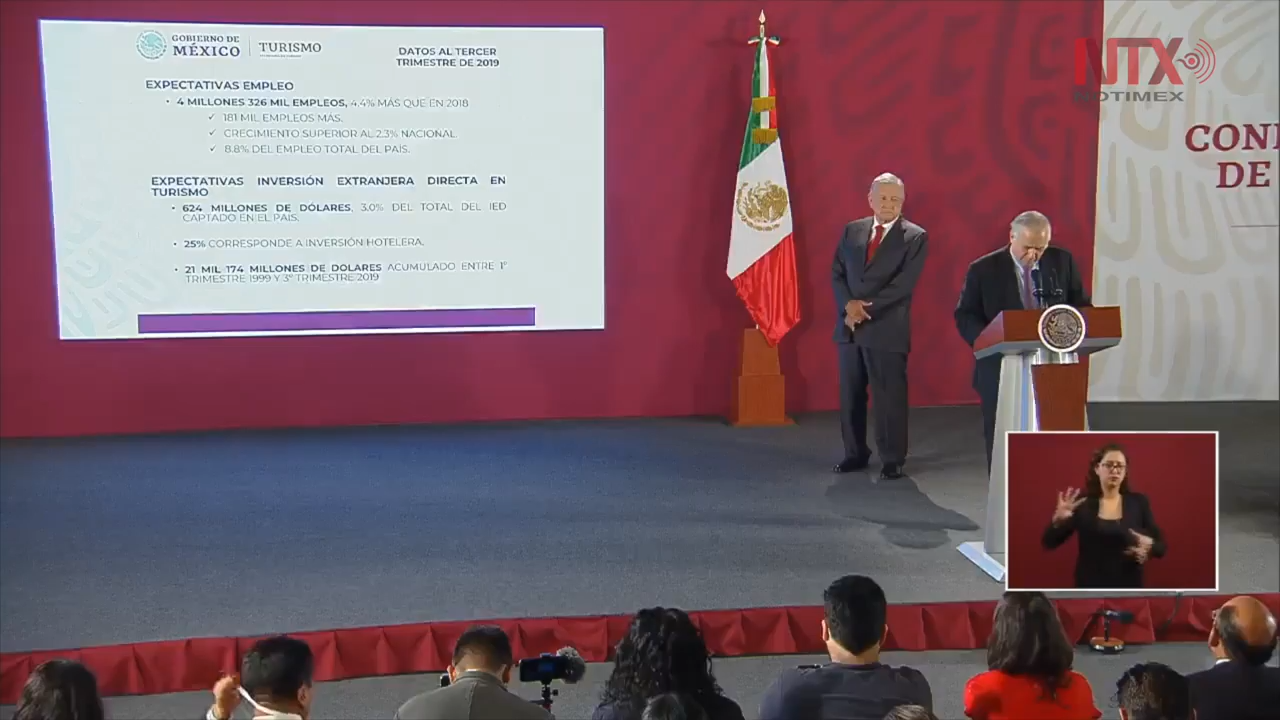 GOBIERNO DE
MÉXICO
TURISMO
DATOS AL TERCER
TRIMESTRE DE 2019
EXPECTATIVAS EMPLEO
• 4 MILLONES 326 MIL EMPLEOS, 4.4% MÁS QUE EN 2018
✓ 181 MIL EMPLEOS MÁS.
✓ CRECIMIENTO SUPERIOR AL 2.3% NACIONAL.
✓ 8.8% DEL EMPLEO TOTAL DEL PAÍS.
EXPECTATIVAS INVERSIÓN EXTRANJERA DIRECTA EN
TURISMO
• 624 MILLONES DE DÓLARES, 3.0% DEL TOTAL DEL IED
CAPTADO EN EL PAÍS.
• 25% CORRESPONDE A INVERSIÓN HOTELERA.
• 21 MIL 174 MILLONES DE DÓLARES ACUMULADO ENTRE 1º
TRIMESTRE 1999 Y 3º TRIMESTRE 2019
NTX
NOTIMEX
CON
DE